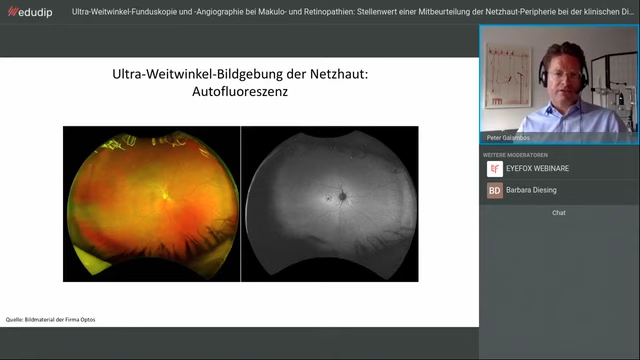 edudip
Ultra-Weitwinkel-Funduskopie und -Angiographie bei Makulo- und Retinopathien: Stellenwert einer Mitbeurteilung der Netzhaut-Peripherie bei der klinischen Di...
Ultra-Weitwinkel-Bildgebung der Netzhaut:
Autofluoreszenz
Peter Galambos
WEITERE MODERATOREN
EF
EYEFOX WEBINARE
BD
Barbara Diesing
Chat
Quelle: Bildmaterial der Firma Optos